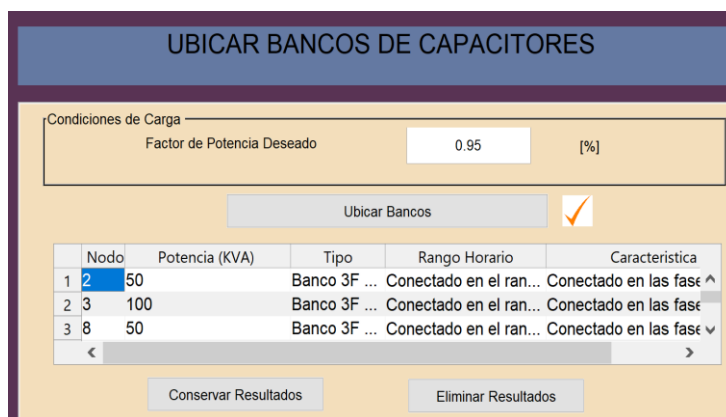 UBICAR BANCOS DE CAPACITORES
Condiciones de Carga
Factor de Potencia Deseado 0.95 [%]
Ubicar Bancos
Nodo Potencia (KVA) Tipo Rango Horario Caracteristica
1 2 50 Banco 3F ... Conectado en el ran... Conectado en las fase
2 3 100 Banco 3F ... Conectado en el ran... Conectado en las fase
3 8 50 Banco 3F ... Conectado en el ran... Conectado en las fase
Conservar Resultados Eliminar Resultados